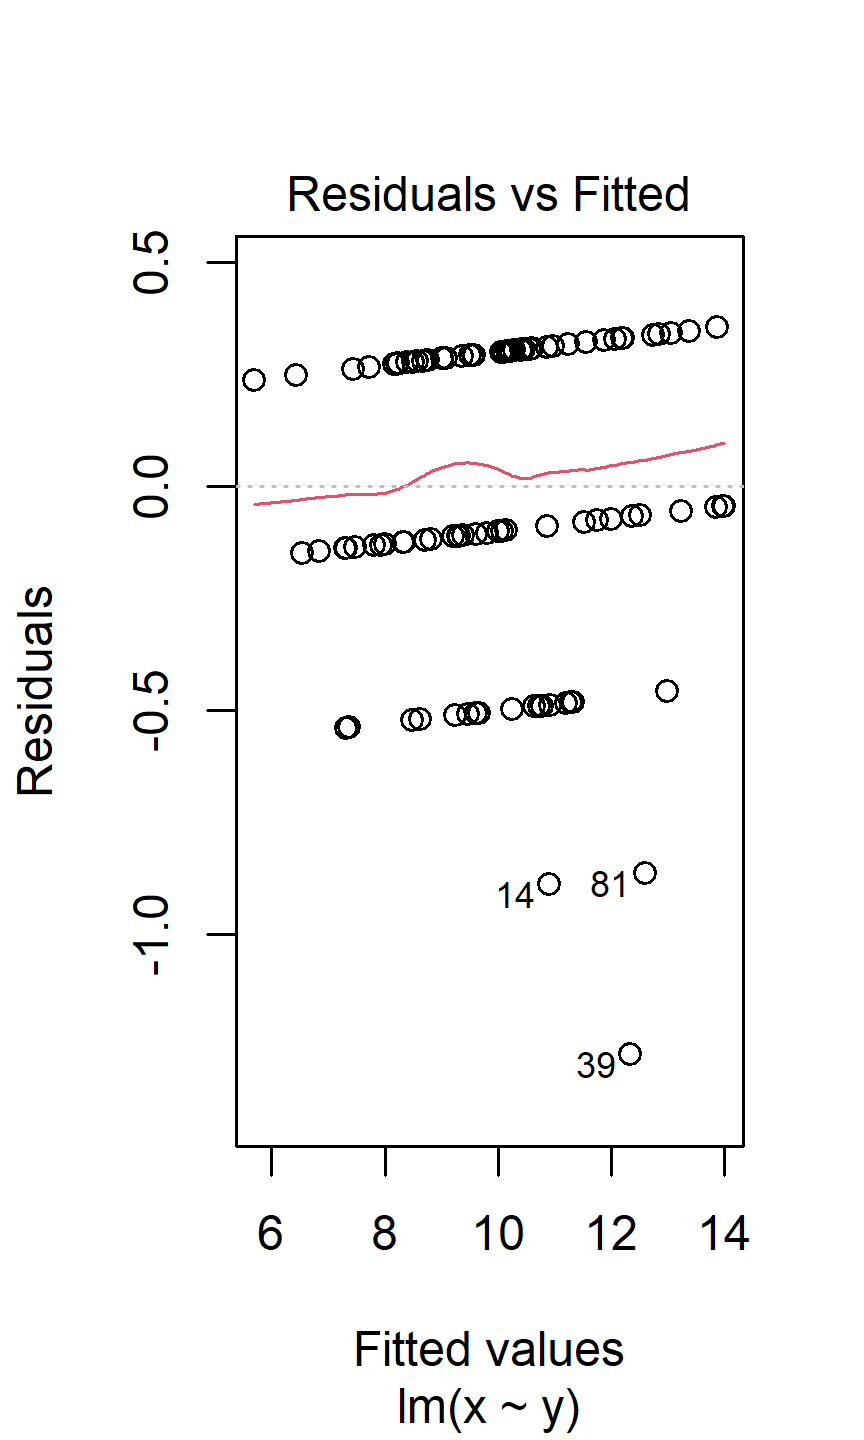 Residuals vs Fitted
0.5
0.0
-0.5
-1.0
Residuals
14
81
39
6 8 10 12 14
Fitted values
lm(x ~ y)